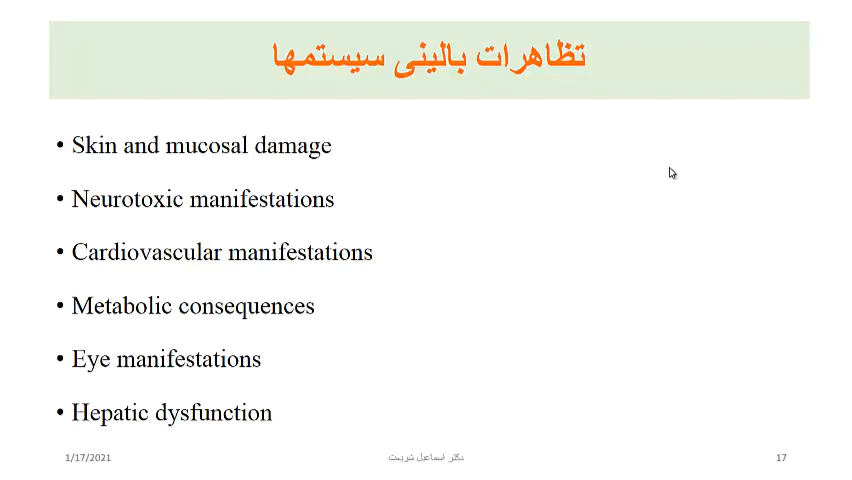 تظاهرات بالینی سیستمها
• Skin and mucosal damage
• Neurotoxic manifestations
• Cardiovascular manifestations
• Metabolic consequences
• Eye manifestations
• Hepatic dysfunction
1/17/2021
دکتر اسماعیل شریعت
17